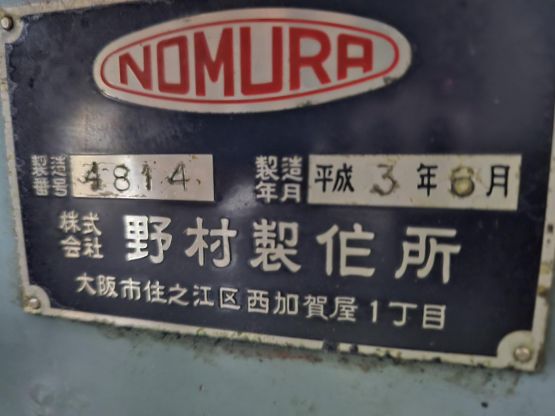 NOMURA
製造番号 4814 製造年月 平成 3 年 6 月
株式会社 野村製作所
大阪市住之江区西加賀屋1丁目